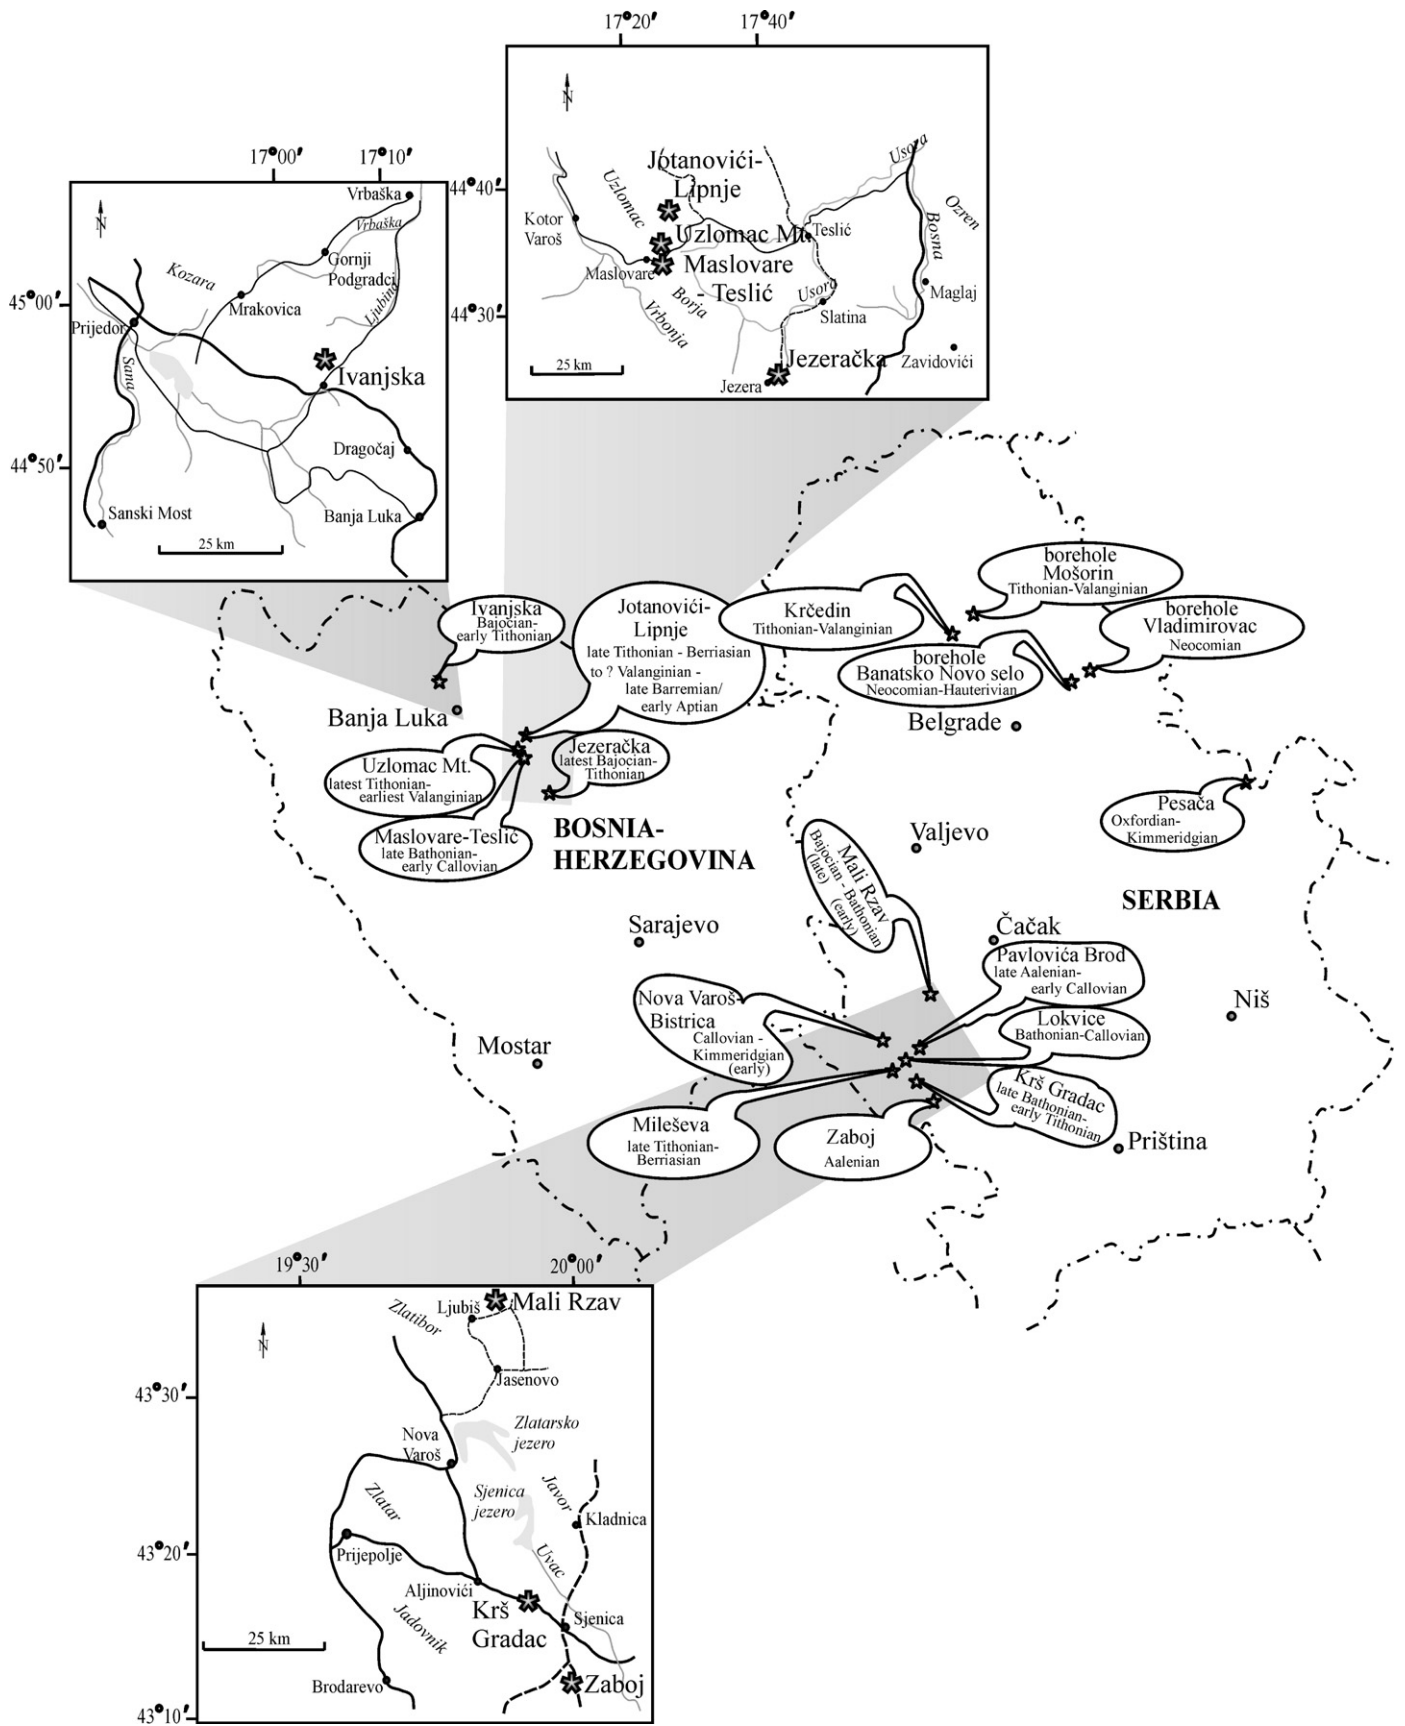 17°20′
17°40′
N
44°40′
44°30′
Jotanovići-
Lipnje
Uzlomac
Kotor
Varoš
Uzlomac Mt.
Maslovare
Maslovare
- Teslić
Teslić
Usora
Ozren
Bosna
Borja
Vrbonja
Usora
Slatina
Maglaj
Zavidovići
Jezeračka
Jezera
25 km
17°00′
17°10′
N
45°00′
44°50′
Vrbaška
Vrbaška
Kozara
Gornji
Podgradci
Mrakovica
Ljubina
Prijedor
Sana
Ivanjska
Dragočaj
Sanski Most
Banja Luka
25 km
Ivanjska
Bajocian-
early Tithonian
Jotanovići-
Lipnje
late Tithonian - Berriasian
to ? Valanginian -
late Barremian/
early Aptian
Krčedin
Tithonian-Valanginian
borehole
Mošorin
Tithonian-Valanginian
borehole
Vladimirovac
Neocomian
borehole
Banatsko Novo selo
Neocomian-Hauterivian
Banja Luka
Belgrade
Uzlomac Mt.
latest Tithonian-
earliest Valanginian
Jezeračka
latest Bajocian-
Tithonian
Maslovare-Teslić
late Bathonian-
early Callovian
BOSNIA-
HERZEGOVINA
Pesača
Oxfordian-
Kimmeridgian
Valjevo
Mali Rzav
Bajocian - Bathonian
(late)
(early)
SERBIA
Sarajevo
Čačak
Pavlovića Brod
late Aalenian-
early Callovian
Nova Varoš-
Bistrica
Callovian -
Kimmeridgian
(early)
Lokvice
Bathonian-Callovian
Niš
Mostar
Krš Gradac
late Bathonian-
early Tithonian
Mileševa
late Tithonian-
Berriasian
Zaboj
Aalenian
Priština
19°30′
20°00′
N
43°30′
43°20′
43°10′
Zlatibor
Ljubiš
Mali Rzav
Jasenovo
Nova
Varoš
Zlatarsko
jezero
Zlatar
Sjenica
jezero
Javor
Kladnica
Prijepolje
Uvac
Aljinovići
Krš
Gradac
Sjenica
Jadovnik
25 km
Brodarevo
Zaboj